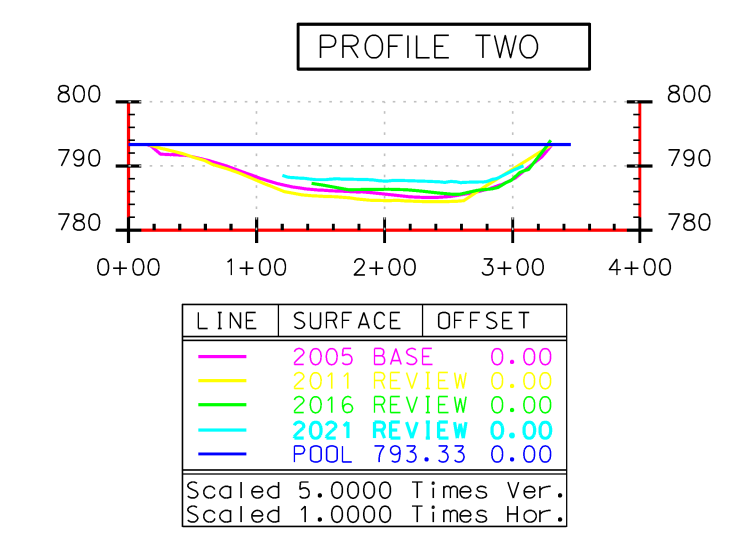 PROFILE TWO
800 800
790 790
780 780
0+00 1+00 2+00 3+00 4+00
LINE SURFACE OFFSET
2005 BASE 0.00
2011 REVIEW 0.00
2016 REVIEW 0.00
2021 REVIEW 0.00
POOL 793.33 0.00
Scaled 5.0000 Times Ver.
Scaled 1.0000 Times Hor.